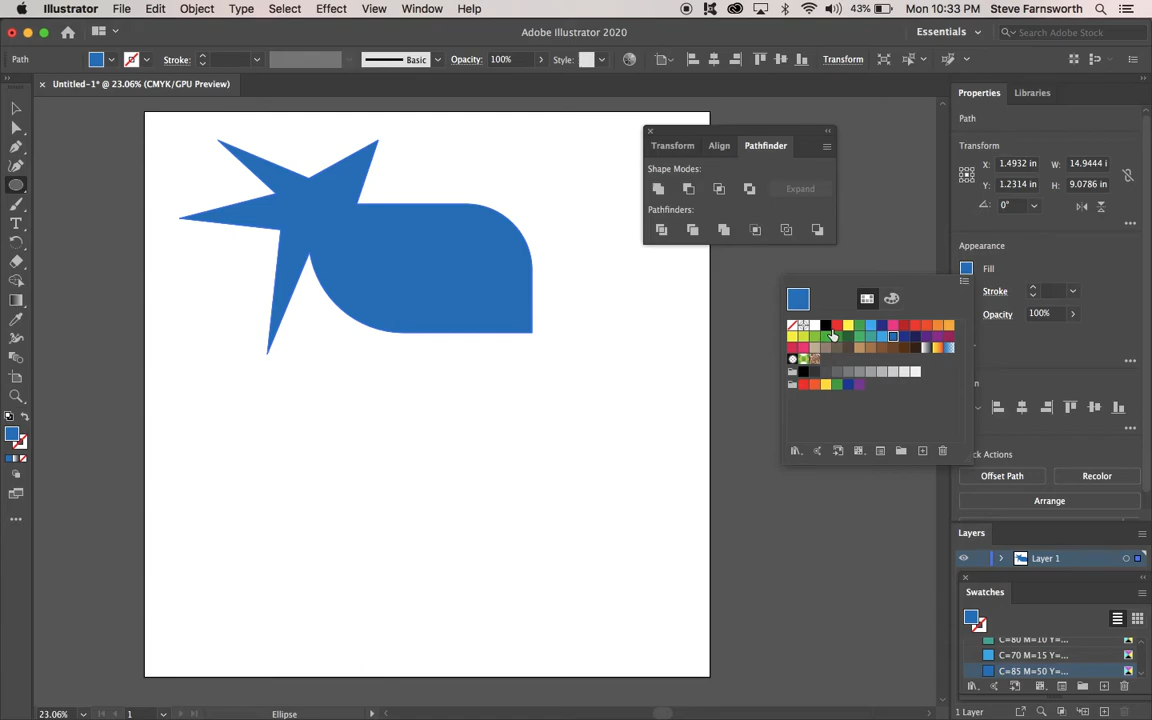 Illustrator File Edit Object Type Select Effect View Window Help 43% Mon 10:33 PM Steve Farnsworth
Adobe Illustrator 2020 Essentials Search Adobe Stock
Path Stroke: Basic Opacity: 100% Style: Transform
Untitled-1* @ 23.06% (CMYK/GPU Preview)
Properties Libraries
Path
Transform
X: 1.4932 in W: 14.9444 i
Y: 1.2314 in H: 9.0786 in
0°
Transform Align Pathfinder
Shape Modes:
Expand
Pathfinders:
Appearance
Fill
Stroke
Opacity 100%
Offset Path Recolor
Arrange
Layers
Layer 1
Swatches
C=80 M=10 Y=...
C=70 M=15 Y=...
C=85 M=50 Y=...
1 Layer
23.06% 1 Ellipse